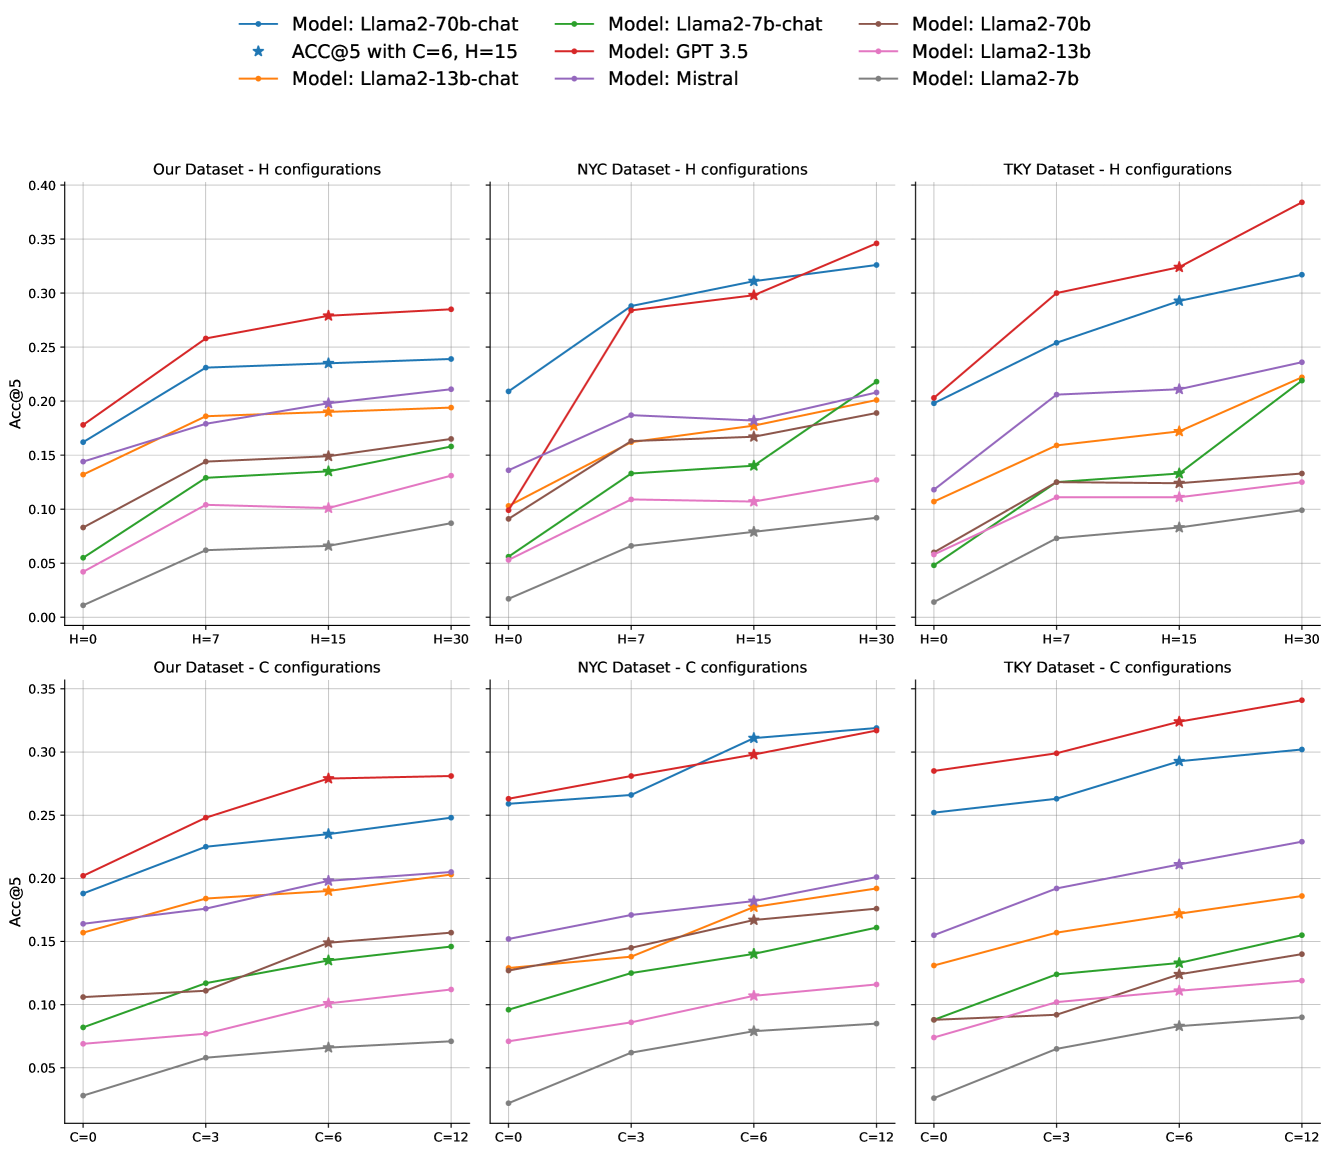 Model: Llama2-70b-chat
ACC@5 with C=6, H=15
Model: Llama2-13b-chat
Model: Llama2-7b-chat
Model: GPT 3.5
Model: Mistral
Model: Llama2-70b
Model: Llama2-13b
Model: Llama2-7b
Our Dataset - H configurations
Acc@5
0.40
0.35
0.30
0.25
0.20
0.15
0.10
0.05
0.00
H=0 H=7 H=15 H=30
NYC Dataset - H configurations
H=0 H=7 H=15 H=30
TKY Dataset - H configurations
H=0 H=7 H=15 H=30
Our Dataset - C configurations
Acc@5
0.35
0.30
0.25
0.20
0.15
0.10
0.05
C=0 C=3 C=6 C=12
NYC Dataset - C configurations
C=0 C=3 C=6 C=12
TKY Dataset - C configurations
C=0 C=3 C=6 C=12